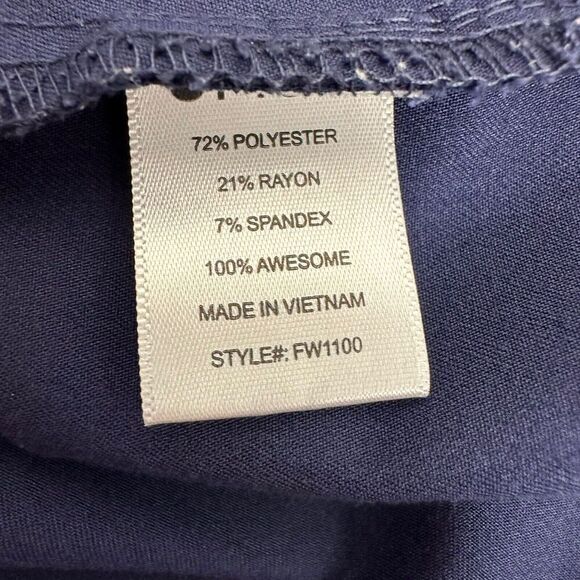 72% POLYESTER
21% RAYON
7% SPANDEX
100% AWESOME
MADE IN VIETNAM
STYLE#: FW1100